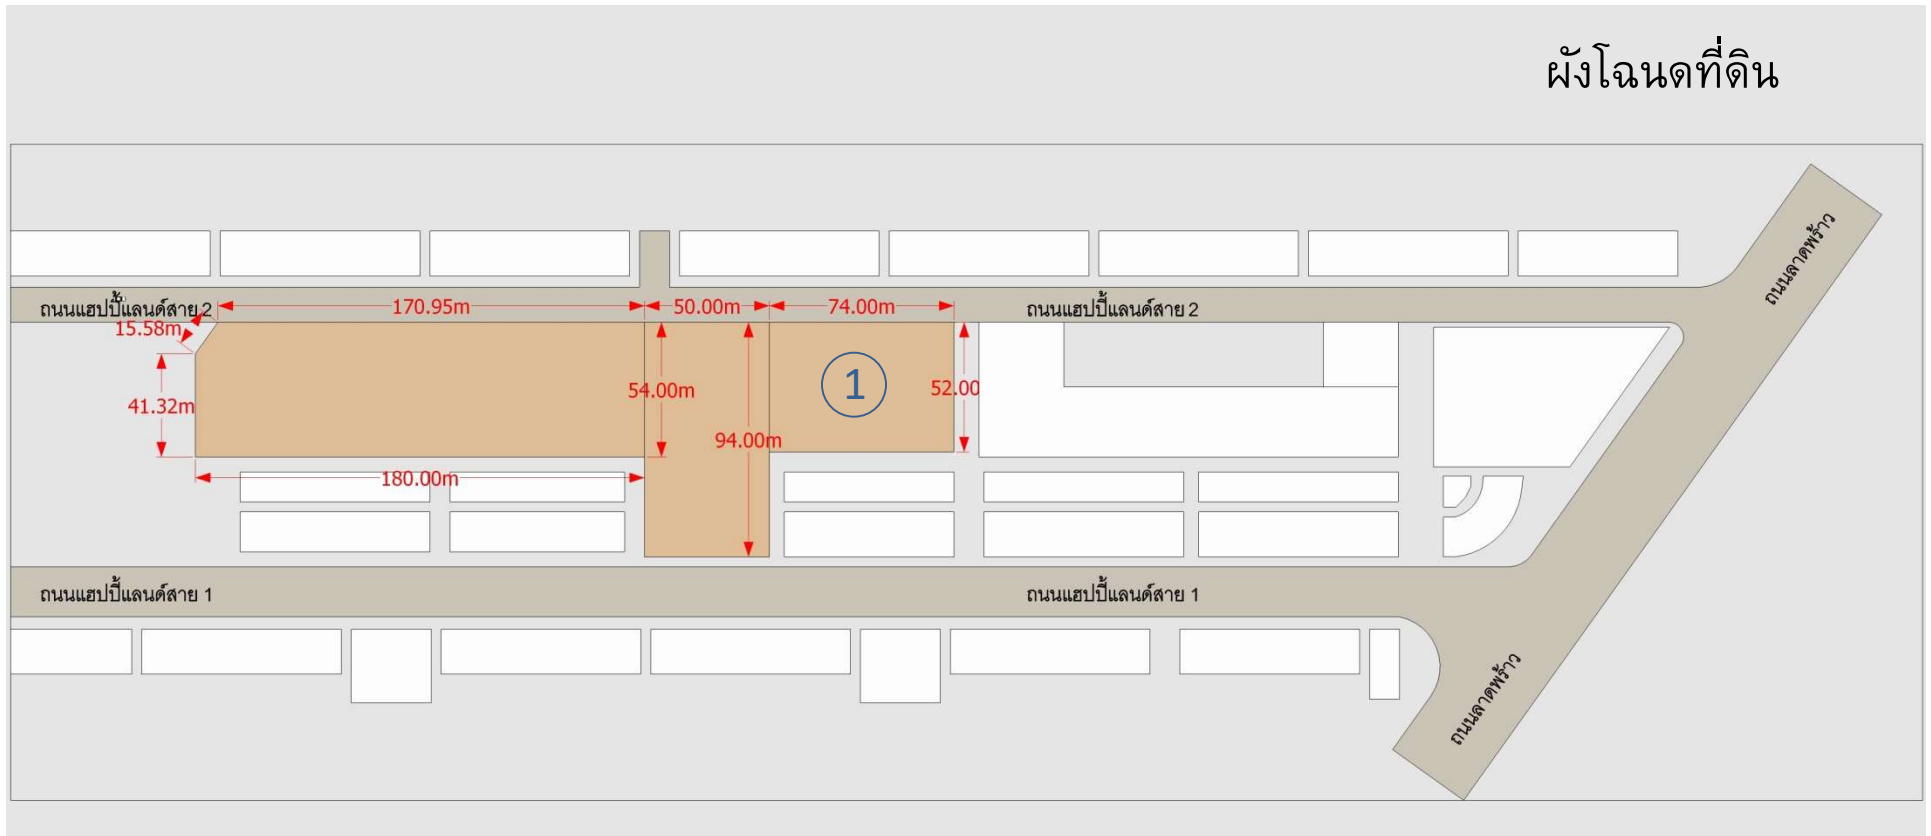 ผังโฉนดที่ดิน
ถนนลาดพร้าว
ถนนแฮปปี้แลนด์สาย 2
170.95m
50.00m
74.00m
ถนนแฮปปี้แลนด์สาย 2
15.58m
41.32m
54.00m
1
52.00
94.00m
180.00m
ถนนแฮปปี้แลนด์สาย 1
ถนนแฮปปี้แลนด์สาย 1
ถนนลาดพร้าว